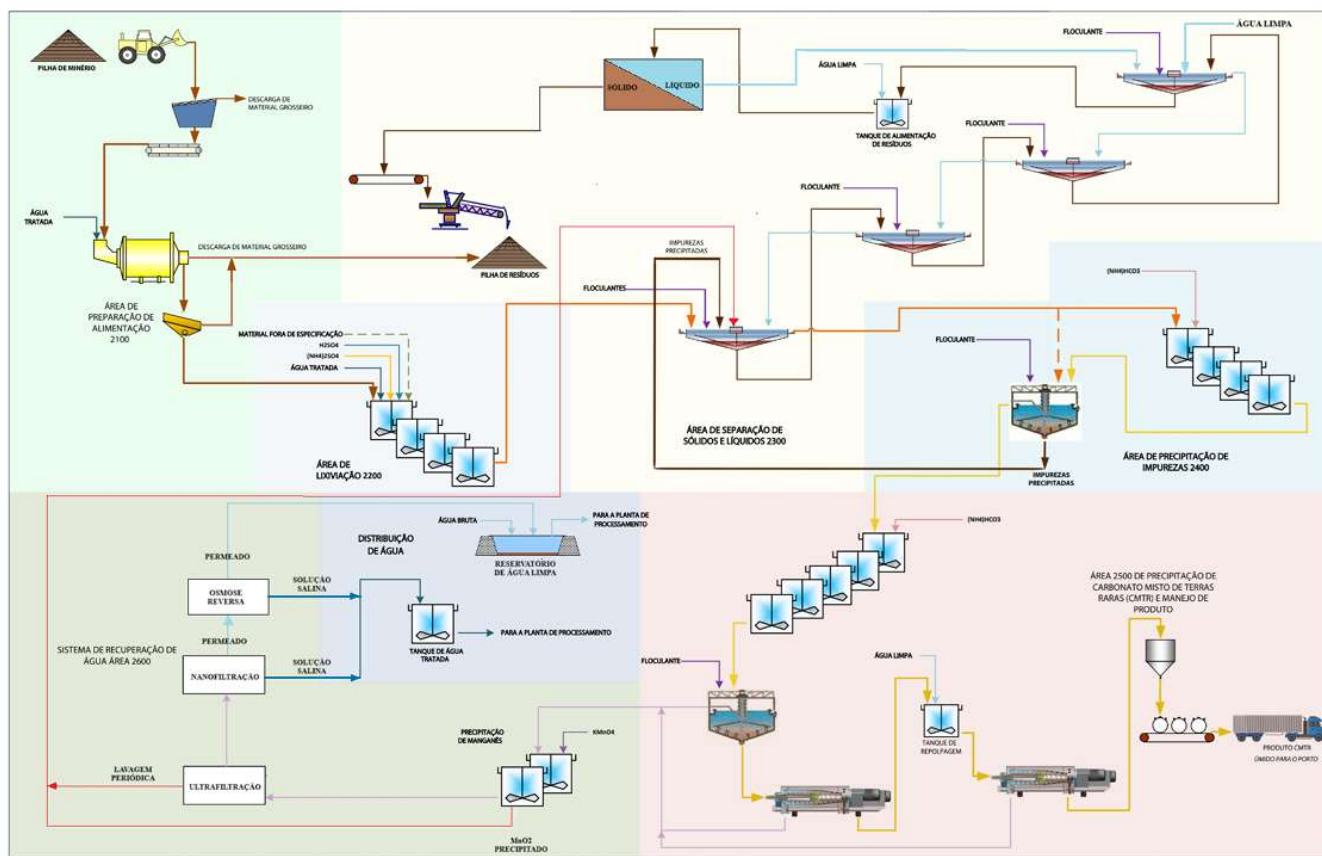 PILHA DE MINÉRIO
DESCARGA DE
MATERIAL GROSSEIRO
ÁGUA
TRATADA
DESCARGA DE MATERIAL GROSSEIRO
ÁREA DE
PREPARAÇÃO DE
ALIMENTAÇÃO
2100
SÓLIDO
LÍQUIDO
ÁGUA LIMPA
TANQUE DE ALIMENTAÇÃO
DE RESÍDUOS
FLOCULANTE
ÁGUA LIMPA
FLOCULANTE
FLOCULANTE
PILHA DE RESÍDUOS
IMPUREZAS
PRECIPITADAS
FLOCULANTES
MATERIAL FORA DE ESPECIFICAÇÃO
H2SO4
(NH4)2SO4
ÁGUA TRATADA
ÁREA DE
LIXIVIAÇÃO 2200
ÁREA DE SEPARAÇÃO DE
SÓLIDOS E LÍQUIDOS 2300
(NH4)HCO3
FLOCULANTE
IMPUREZAS
PRECIPITADAS
ÁREA DE PRECIPITAÇÃO DE
IMPUREZAS 2400
PERMEADO
OSMOSE
REVERSA
SOLUÇÃO
SALINA
PERMEADO
SISTEMA DE RECUPERAÇÃO DE
ÁGUA ÁREA 2600
NANOFILTRAÇÃO
SOLUÇÃO
SALINA
LAVAGEM
PERIÓDICA
ULTRAFILTRAÇÃO
DISTRIBUIÇÃO
DE ÁGUA
ÁGUA BRUTA
PARA A PLANTA DE
PROCESSAMENTO
RESERVATÓRIO
DE ÁGUA LIMPA
PARA A PLANTA DE PROCESSAMENTO
TANQUE DE ÁGUA
TRATADA
PRECIPITAÇÃO
DE MANGANÊS
KMnO4
MnO2
PRECIPITADO
(NH4)HCO3
FLOCULANTE
ÁGUA LIMPA
TANQUE DE
REPOLPAGEM
ÁREA 2500 DE PRECIPITAÇÃO DE
CARBONATO MISTO DE TERRAS
RARAS (CMTR) E MANEJO DE
PRODUTO
PRODUTO CMTR
ÚMIDO PARA O PORTO